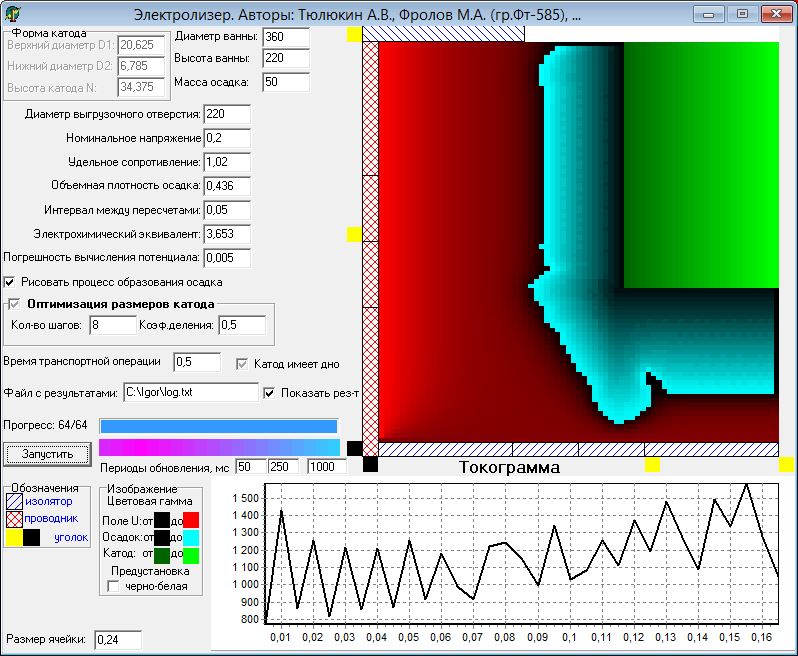 Электролизер. Авторы: Тюлюкин А.В., Фролов М.А. (гр.Фт-585), ...
Форма катода
Верхний диаметр D1: 20,625
Нижний диаметр D2: 6,785
Высота катода N: 34,375
Диаметр ванны: 360
Высота ванны: 220
Масса осадка: 50
Диаметр выгрузочного отверстия: 220
Номинальное напряжение 0,2
Удельное сопротивление: 1,02
Объемная плотность осадка: 0,436
Интервал между пересчетами: 0,05
Электрохимический эквивалент: 3,653
Погрешность вычисления потенциала: 0,005
Рисовать процесс образования осадка
Оптимизация размеров катода
Кол-во шагов: 8 Коэф.деления: 0,5
Время транспортной операции 0,5 Катод имеет дно
Файл с результатами: C:\Igor\log.txt Показать рез-т
Прогресс: 64/64
Запустить
Периоды обновления, мс 50 250 1000
Обозначения
изолятор
проводник
уголок
Изображение
Цветовая гамма
Поле U: от до
Осадок: от до
Катод: от до
Предустановка
черно-белая
Размер ячейки: 0,24
Токограмма
1 500
1 400
1 300
1 200
1 100
1 000
900
800
0,01 0,02 0,03 0,04 0,05 0,06 0,07 0,08 0,09 0,1 0,11 0,12 0,13 0,14 0,15 0,16